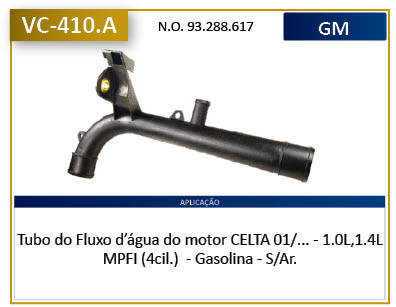 VC-410.A
N.O. 93.288.617
GM
APLICAÇÃO
Tubo do Fluxo d’água do motor CELTA 01/... - 1.0L,1.4L
MPFI (4cil.) - Gasolina - S/Ar.